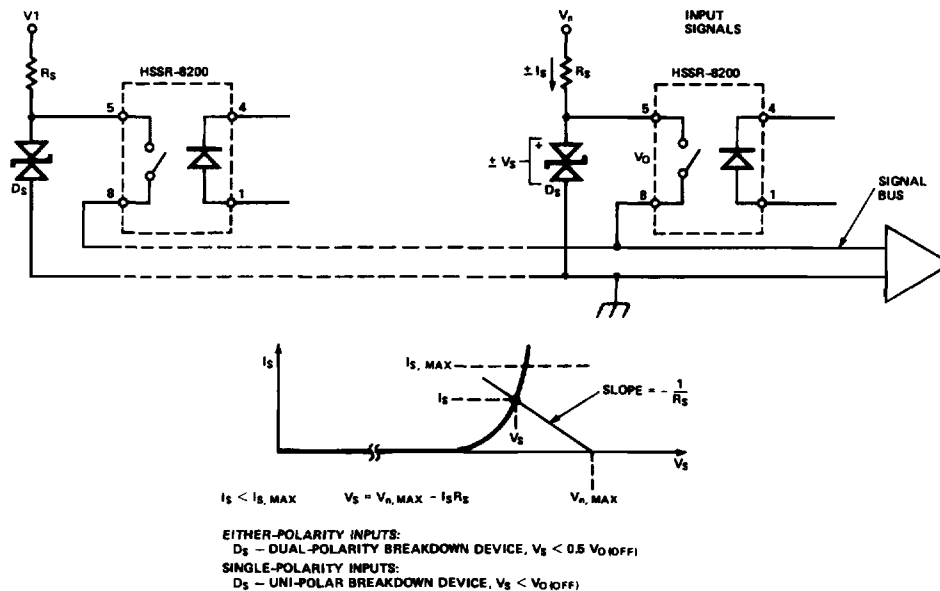 V1
Vn
INPUT
SIGNALS
RS
HSSR-8200
± IS
RS
HSSR-8200
5
4
5
4
DS
± VS
+
DS
VO
8
1
8
1
SIGNAL
BUS
IS
IS, MAX
IS
SLOPE = - 1/RS
VS
VS
Vn, MAX
IS < IS, MAX VS = Vn, MAX - ISRS
EITHER-POLARITY INPUTS:
DS – DUAL-POLARITY BREAKDOWN DEVICE, VS < 0.5 VO(OFF)
SINGLE-POLARITY INPUTS:
DS – UNI-POLAR BREAKDOWN DEVICE, VS < VO(OFF)